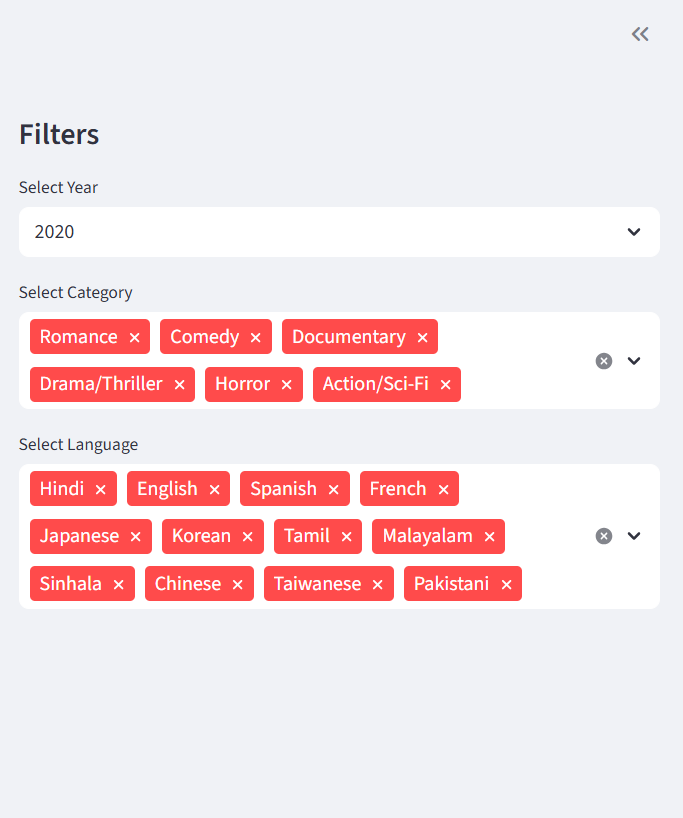 Filters
Select Year
2020
Select Category
Romance Comedy Documentary
Drama/Thriller Horror Action/Sci-Fi
Select Language
Hindi English Spanish French
Japanese Korean Tamil Malayalam
Sinhala Chinese Taiwanese Pakistani